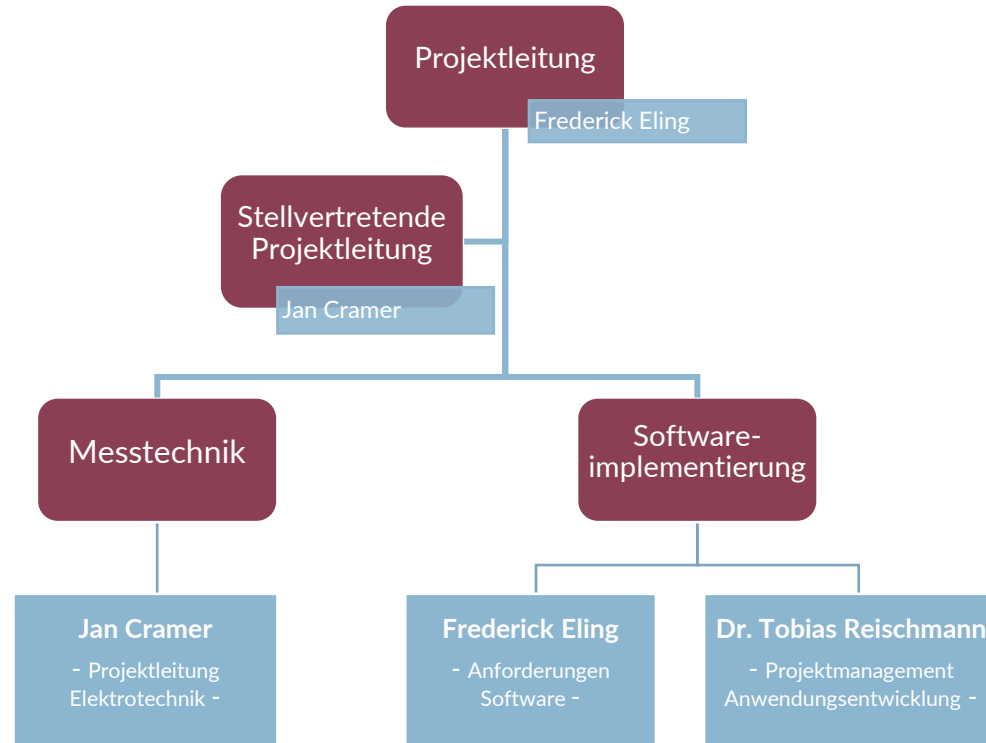 Projektleitung
Frederick Eling
Stellvertretende
Projektleitung
Jan Cramer
Messtechnik
Software-
implementierung
Jan Cramer
- Projektleitung
Elektrotechnik -
Frederick Eling
- Anforderungen
Software -
Dr. Tobias Reischmann
- Projektmanagement
Anwendungsentwicklung -